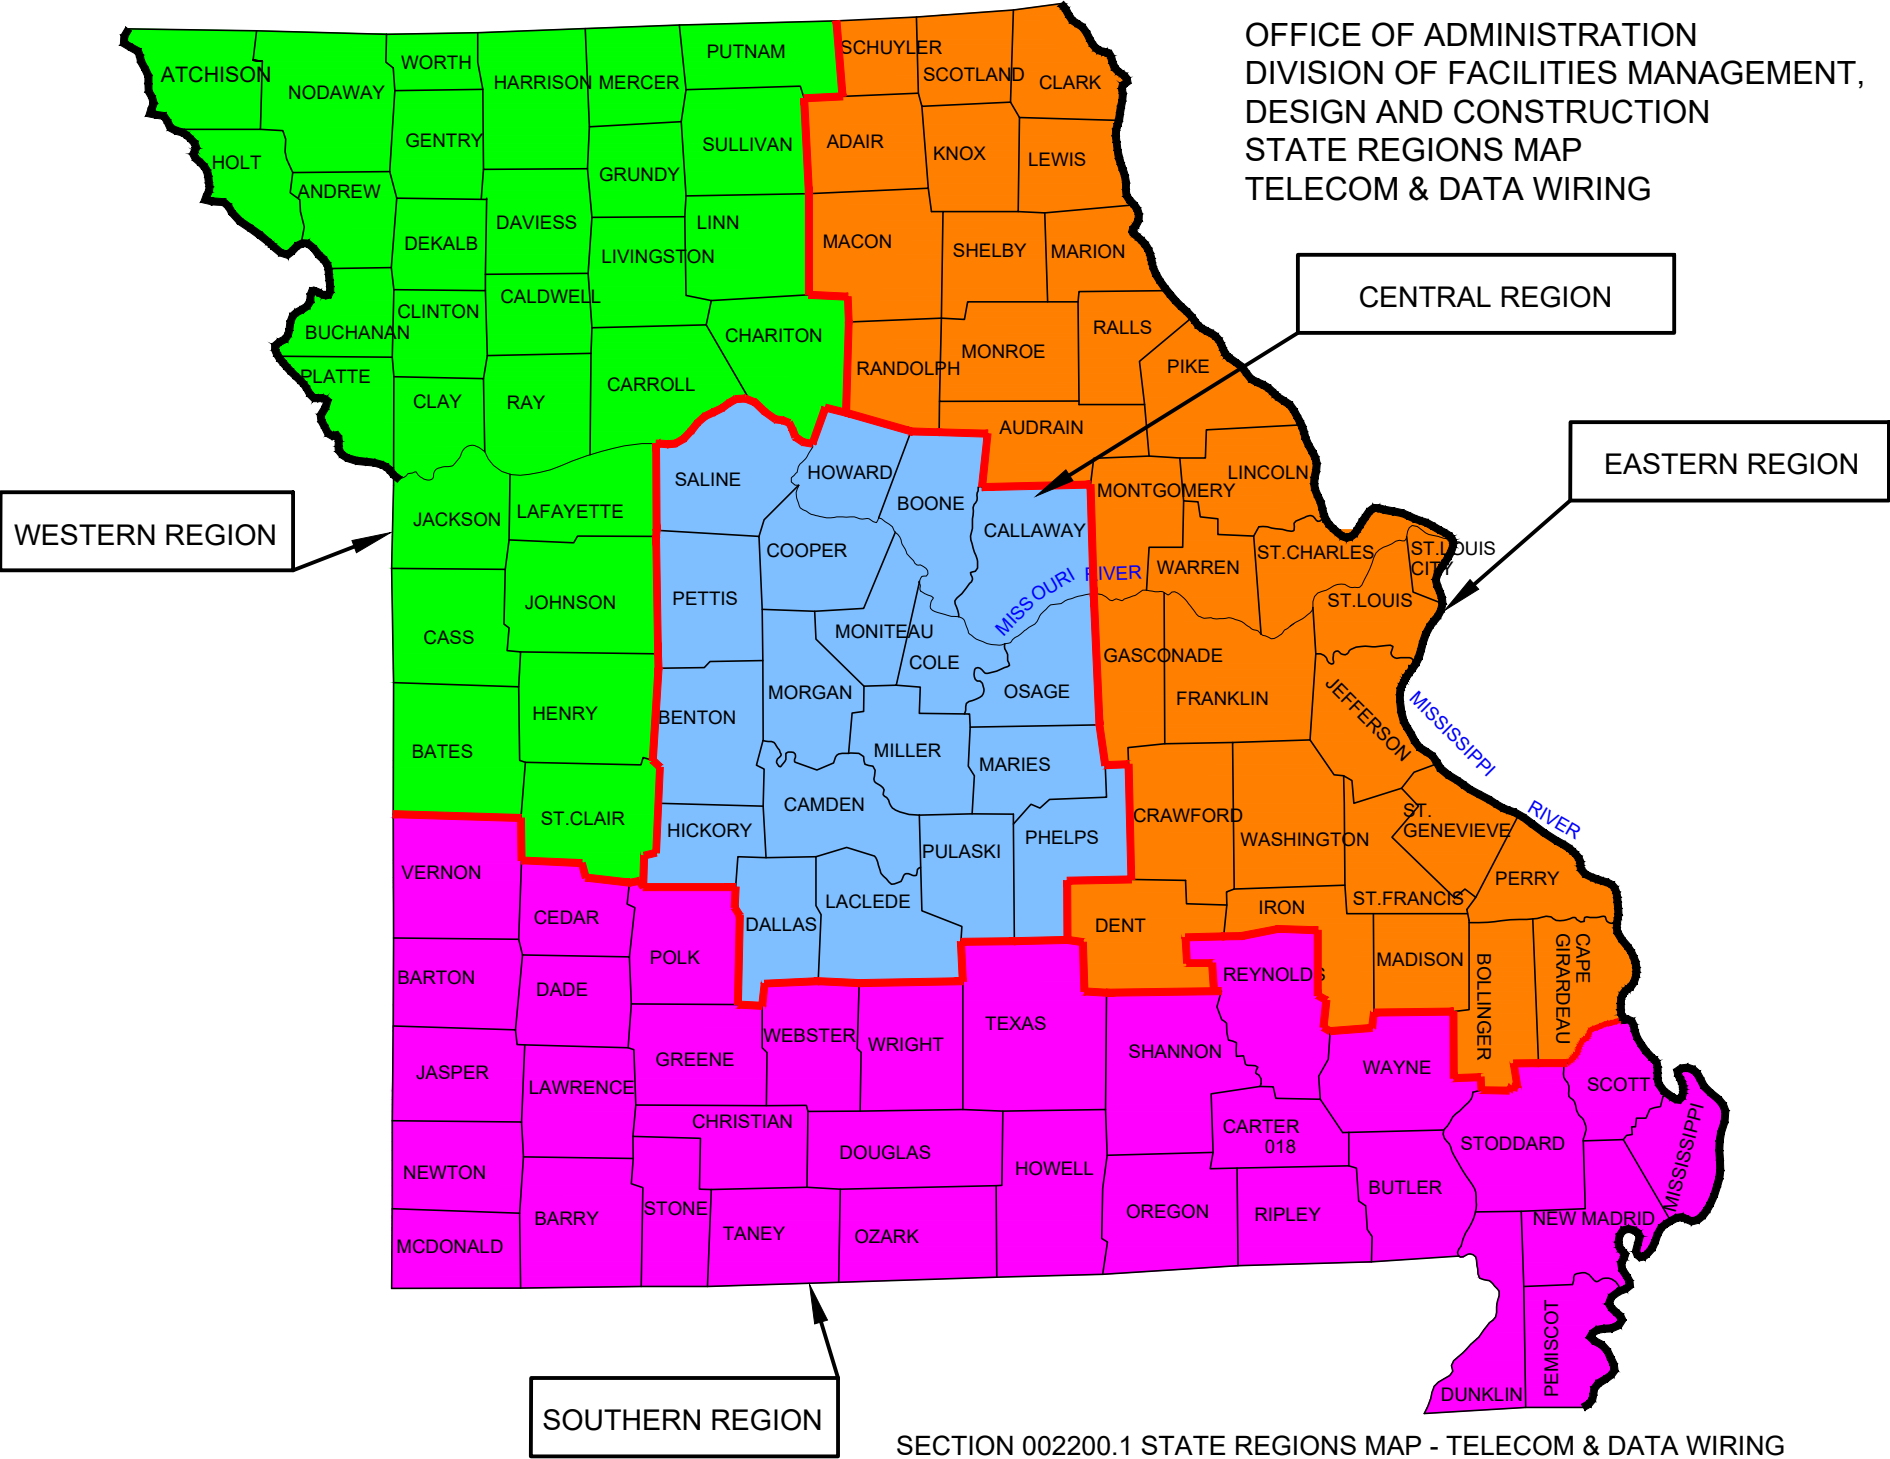 OFFICE OF ADMINISTRATION
DIVISION OF FACILITIES MANAGEMENT,
DESIGN AND CONSTRUCTION
STATE REGIONS MAP
TELECOM & DATA WIRING
CENTRAL REGION
EASTERN REGION
WESTERN REGION
SOUTHERN REGION
ATCHISON
NODAWAY
WORTH
HARRISON
MERCER
PUTNAM
SCHUYLER
SCOTLAND
CLARK
HOLT
ANDREW
GENTRY
GRUNDY
SULLIVAN
ADAIR
KNOX
LEWIS
DEKALB
DAVIESS
LIVINGSTON
LINN
MACON
SHELBY
MARION
BUCHANAN
CLINTON
CALDWELL
CHARITON
RANDOLPH
MONROE
RALLS
PIKE
PLATTE
CLAY
RAY
CARROLL
AUDRAIN
SALINE
HOWARD
BOONE
CALLAWAY
MONTGOMERY
LINCOLN
JACKSON
LAFAYETTE
COOPER
WARREN
ST.CHARLES
ST.LOUIS
CITY
ST.LOUIS
MISSOURI RIVER
CASS
JOHNSON
PETTIS
MONITEAU
COLE
OSAGE
GASCONADE
FRANKLIN
JEFFERSON
MISSISSIPPI
RIVER
BATES
HENRY
BENTON
MORGAN
MILLER
MARIES
ST.CLAIR
HICKORY
CAMDEN
PULASKI
PHELPS
CRAWFORD
WASHINGTON
ST.
GENEVIEVE
PERRY
ST.FRANCIS
VERNON
CEDAR
POLK
DALLAS
LACLEDE
DENT
IRON
REYNOLDS
MADISON
BOLLINGER
CAPE
GIRARDEAU
BARTON
DADE
GREENE
WEBSTER
WRIGHT
TEXAS
SHANNON
WAYNE
SCOTT
JASPER
LAWRENCE
CHRISTIAN
DOUGLAS
HOWELL
CARTER
018
STODDARD
MISSISSIPPI
NEWTON
BARRY
STONE
TANEY
OZARK
OREGON
RIPLEY
BUTLER
NEW MADRID
MCDONALD
DUNKLIN
PEMISCOT
SECTION 002200.1 STATE REGIONS MAP - TELECOM & DATA WIRING